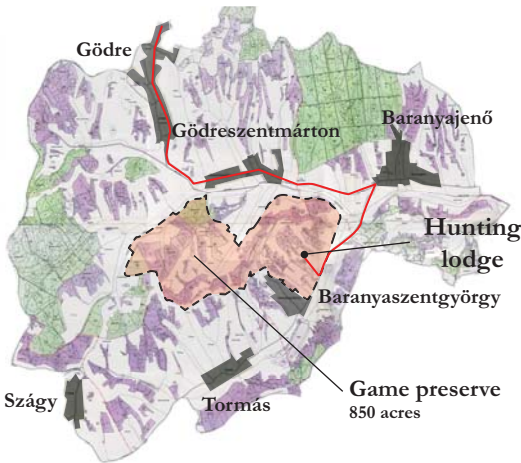 Gödre
Gödreszentmárton
Baranyajenő
Hunting
lodge
Baranyaszentgyörgy
Game preserve
850 acres
Tormás
Szágy